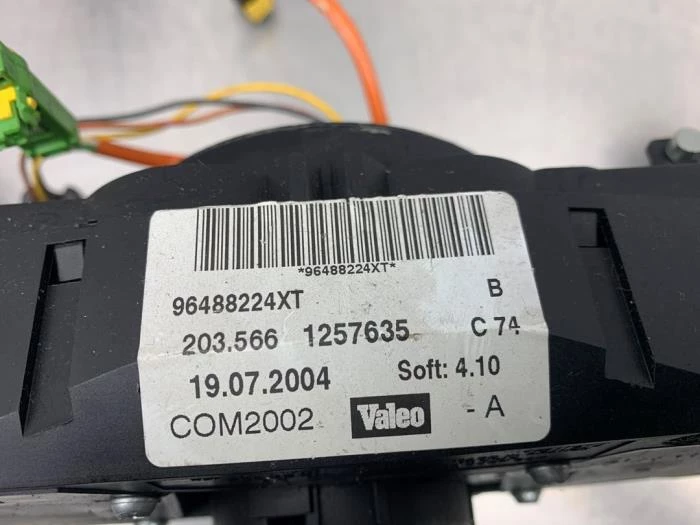 *96488224XT*
96488224XT B
203.566 1257635 C 74
19.07.2004 Soft: 4.10
COM2002 Valeo - A